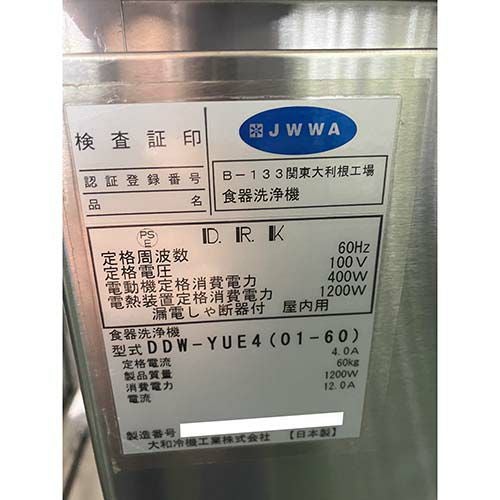 検査証印
JWWA
認証登録番号 B-133関東大利根工場
品名 食器洗浄機
PS
E
D.R.K
定格周波数 60Hz
定格電圧 100V
電動機定格消費電力 400W
電熱装置定格消費電力 1200W
漏電しゃ断器付 屋内用
食器洗浄機
型式 DDW-YUE4(01-60)
定格電流 4.0A
製品質量 60kg
消費電力 1200W
電流 12.0A
製造番号
大和冷機工業株式会社 【日本製】